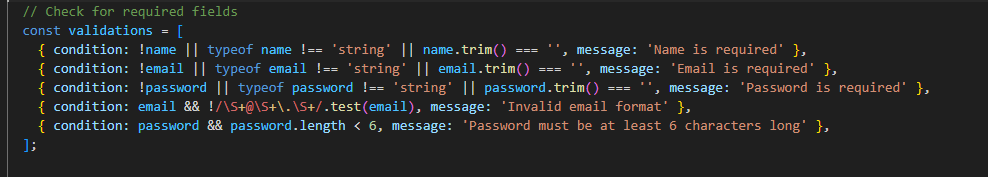 // Check for required fields
const validations = [
{ condition: !name || typeof name !== 'string' || name.trim() === '', message: 'Name is required' },
{ condition: !email || typeof email !== 'string' || email.trim() === '', message: 'Email is required' },
{ condition: !password || typeof password !== 'string' || password.trim() === '', message: 'Password is required' },
{ condition: email && !/\S+@\S+\.\S+/.test(email), message: 'Invalid email format' },
{ condition: password && password.length < 6, message: 'Password must be at least 6 characters long' },
];